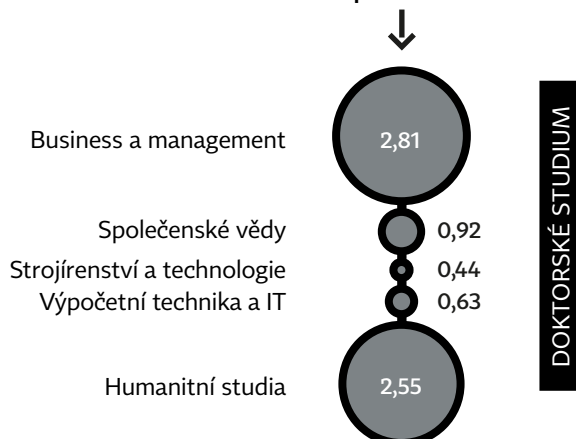 Business a management
2,81
Společenské vědy
0,92
Strojírenství a technologie
0,44
Výpočetní technika a IT
0,63
Humanitní studia
2,55
DOKTORSKÉ STUDIUM